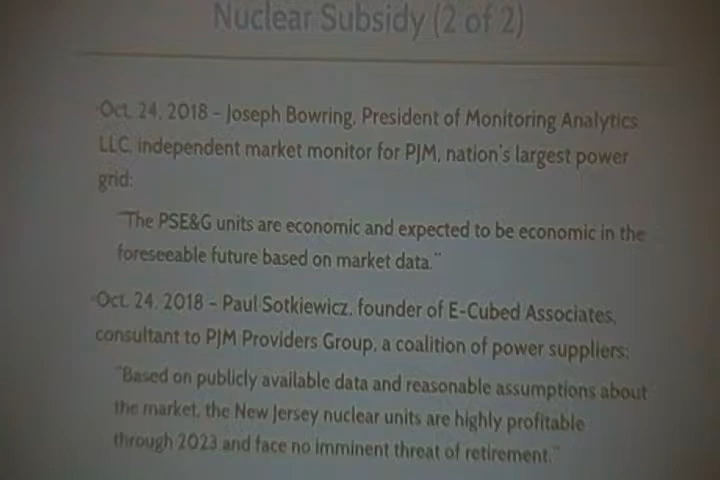 Nuclear Subsidy (2 of 2)
Oct. 24, 2018 – Joseph Bowring, President of Monitoring Analytics
LLC, independent market monitor for PJM, nation's largest power
grid:
"The PSE&G units are economic and expected to be economic in the
foreseeable future based on market data."
Oct. 24, 2018 – Paul Sotkiewicz, founder of E-Cubed Associates,
consultant to PJM Providers Group, a coalition of power suppliers:
"Based on publicly available data and reasonable assumptions about
the market, the New Jersey nuclear units are highly profitable
through 2023 and face no imminent threat of retirement."